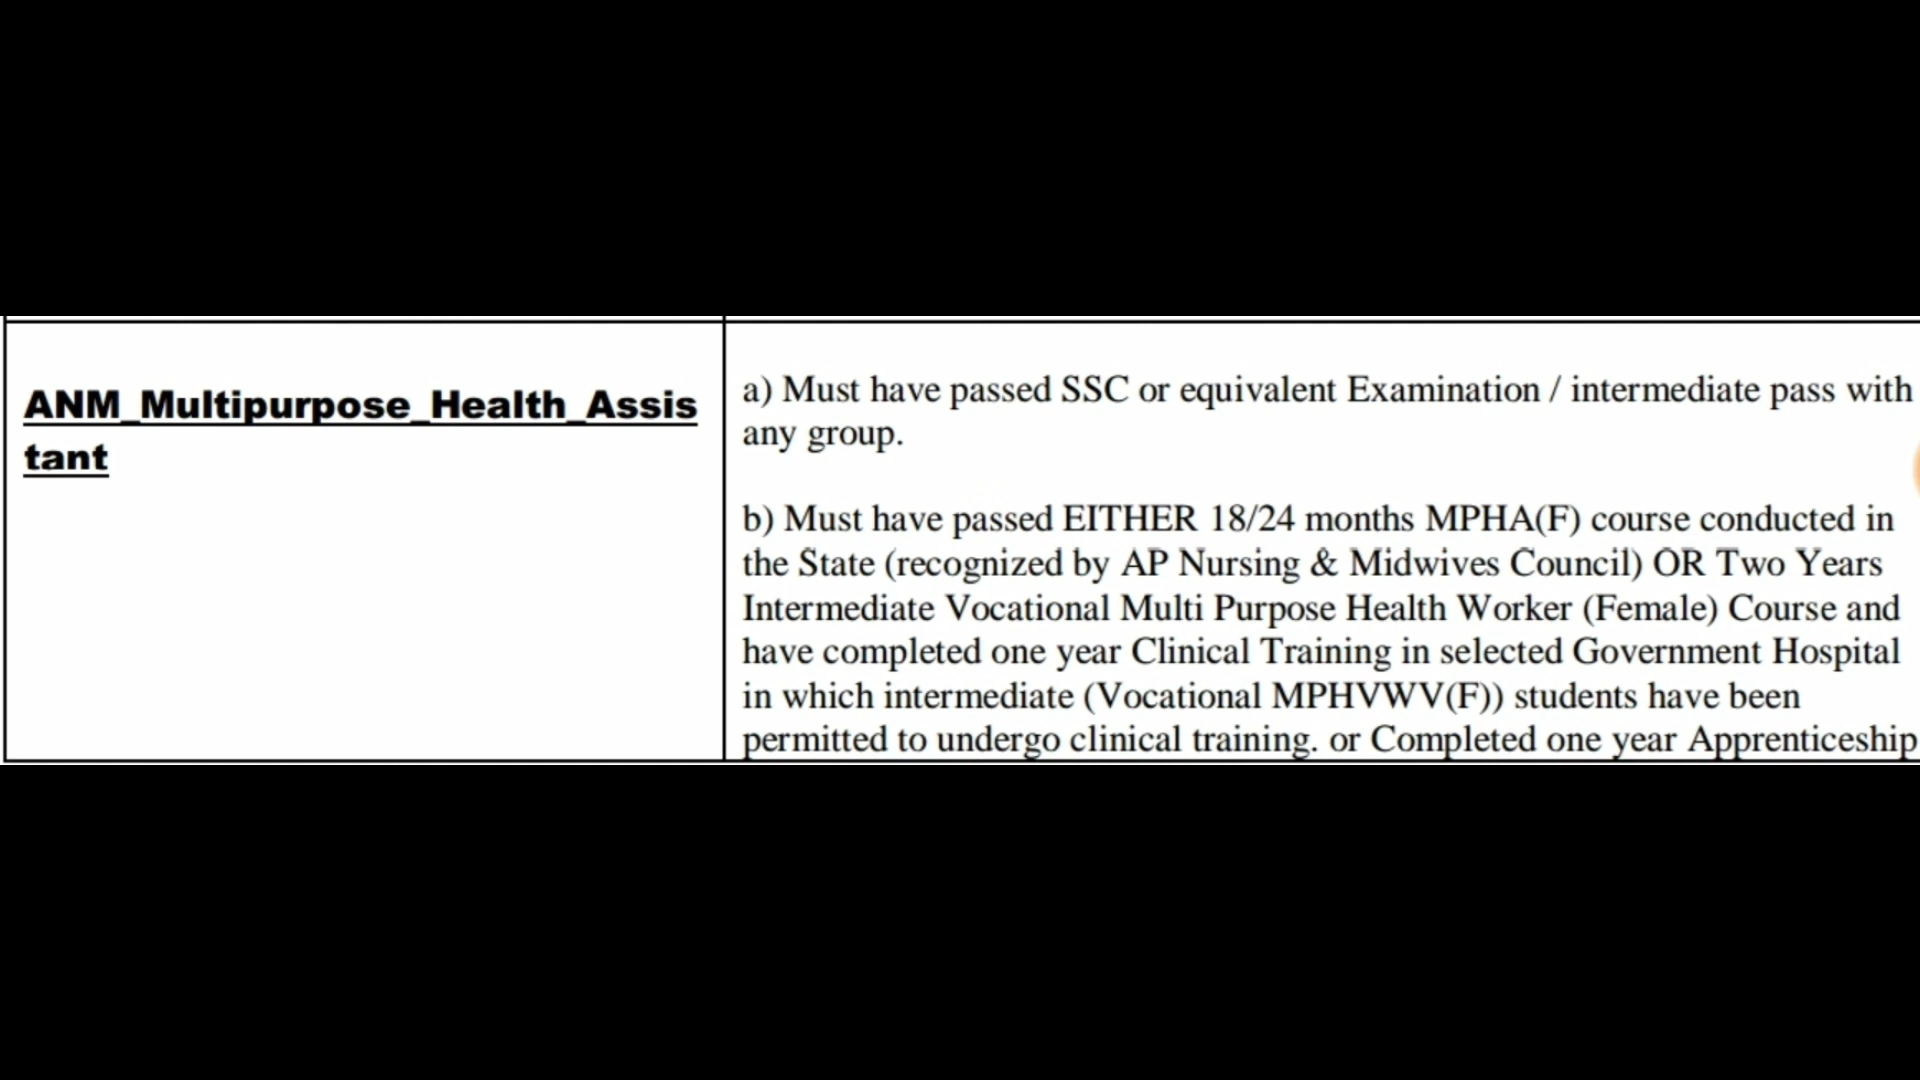 ANM_Multipurpose_Health_Assis
tant
a) Must have passed SSC or equivalent Examination / intermediate pass with
any group.
b) Must have passed EITHER 18/24 months MPHA(F) course conducted in
the State (recognized by AP Nursing & Midwives Council) OR Two Years
Intermediate Vocational Multi Purpose Health Worker (Female) Course and
have completed one year Clinical Training in selected Government Hospital
in which intermediate (Vocational MPHVWV(F)) students have been
permitted to undergo clinical training. or Completed one year Apprenticeship